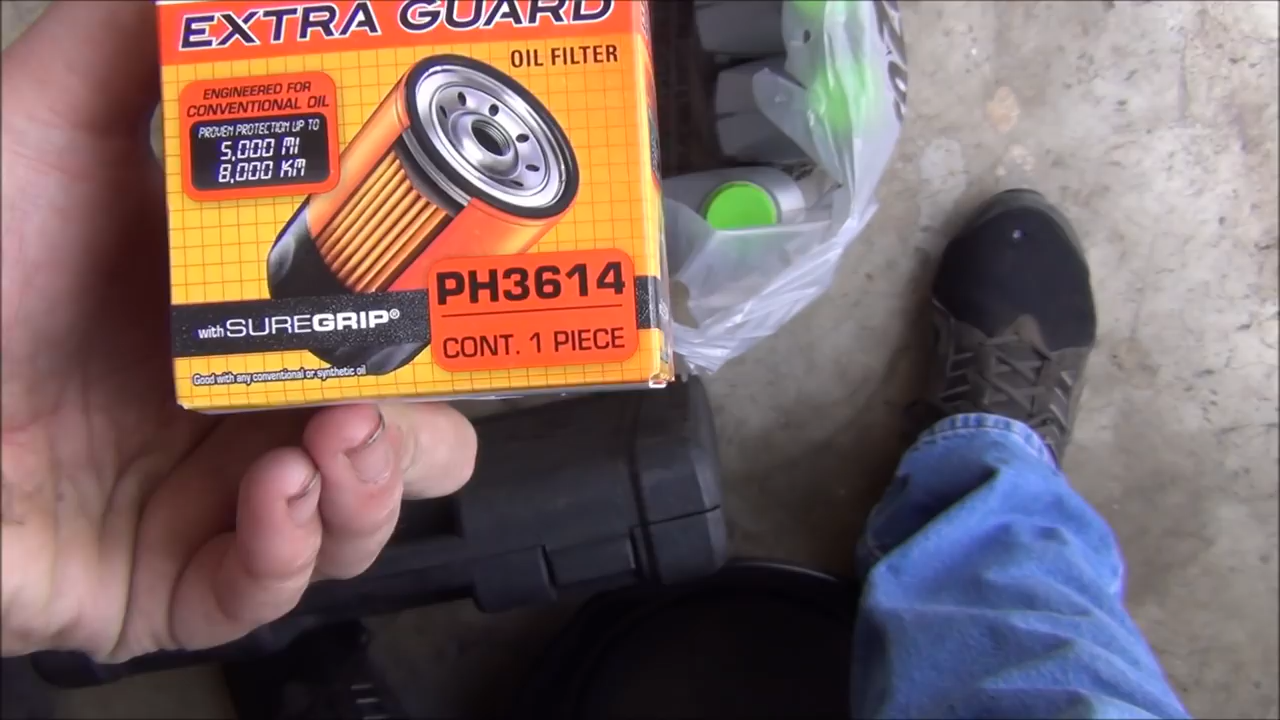 EXTRA GUARD
OIL FILTER
ENGINEERED FOR
CONVENTIONAL OIL
PROVEN PROTECTION UP TO
5,000 MI
8,000 KM
PH3614
CONT. 1 PIECE
with SUREGRIP®
Good with any conventional or synthetic oil